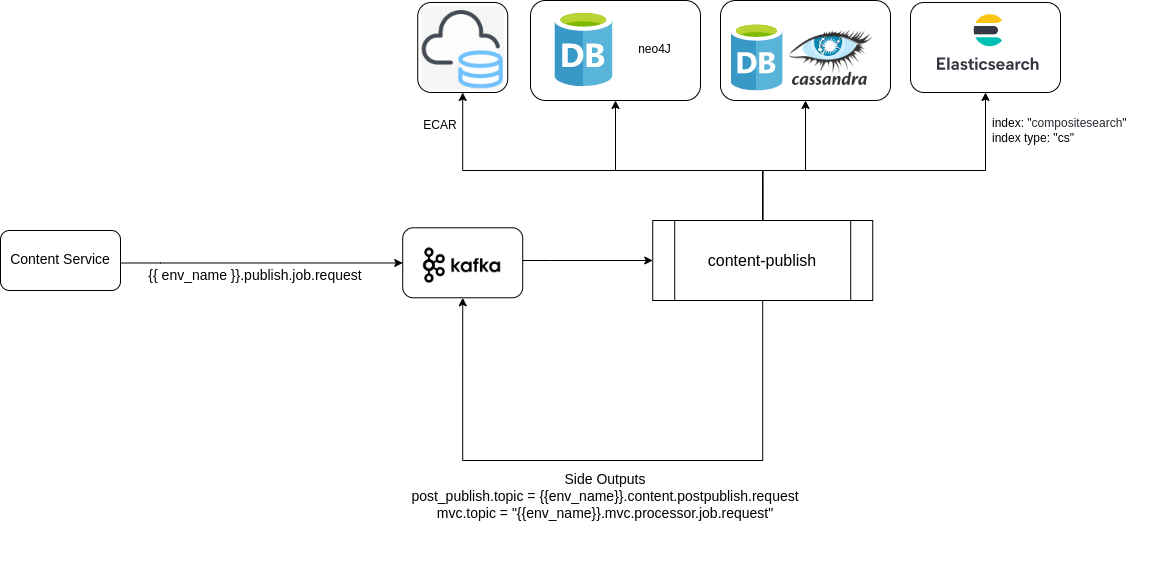 DB
neo4J
DB
cassandra
Elasticsearch
ECAR
index: "compositesearch"
index type: "cs"
Content Service
{{ env_name }}.publish.job.request
kafka
content-publish
Side Outputs
post_publish.topic = {{env_name}}.content.postpublish.request
mvc.topic = "{{env_name}}.mvc.processor.job.request"